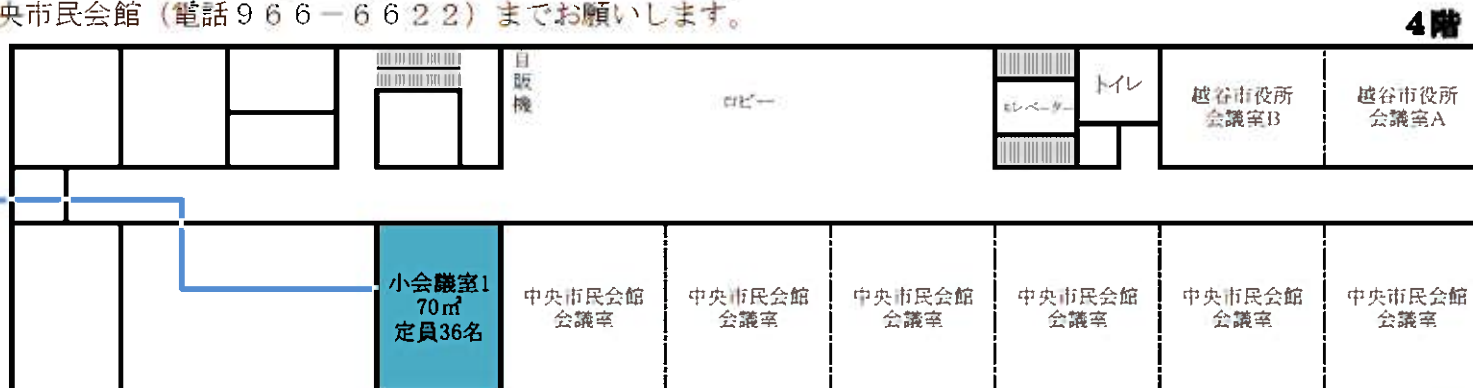 央市民会館（電話９６６－６６２２）までお願いします。
4階
自販機
ロビー
エレベーター
トイレ
越谷市役所
会議室B
越谷市役所
会議室A
小会議室1
70㎡
定員36名
中央市民会館
会議室
中央市民会館
会議室
中央市民会館
会議室
中央市民会館
会議室
中央市民会館
会議室
中央市民会館
会議室